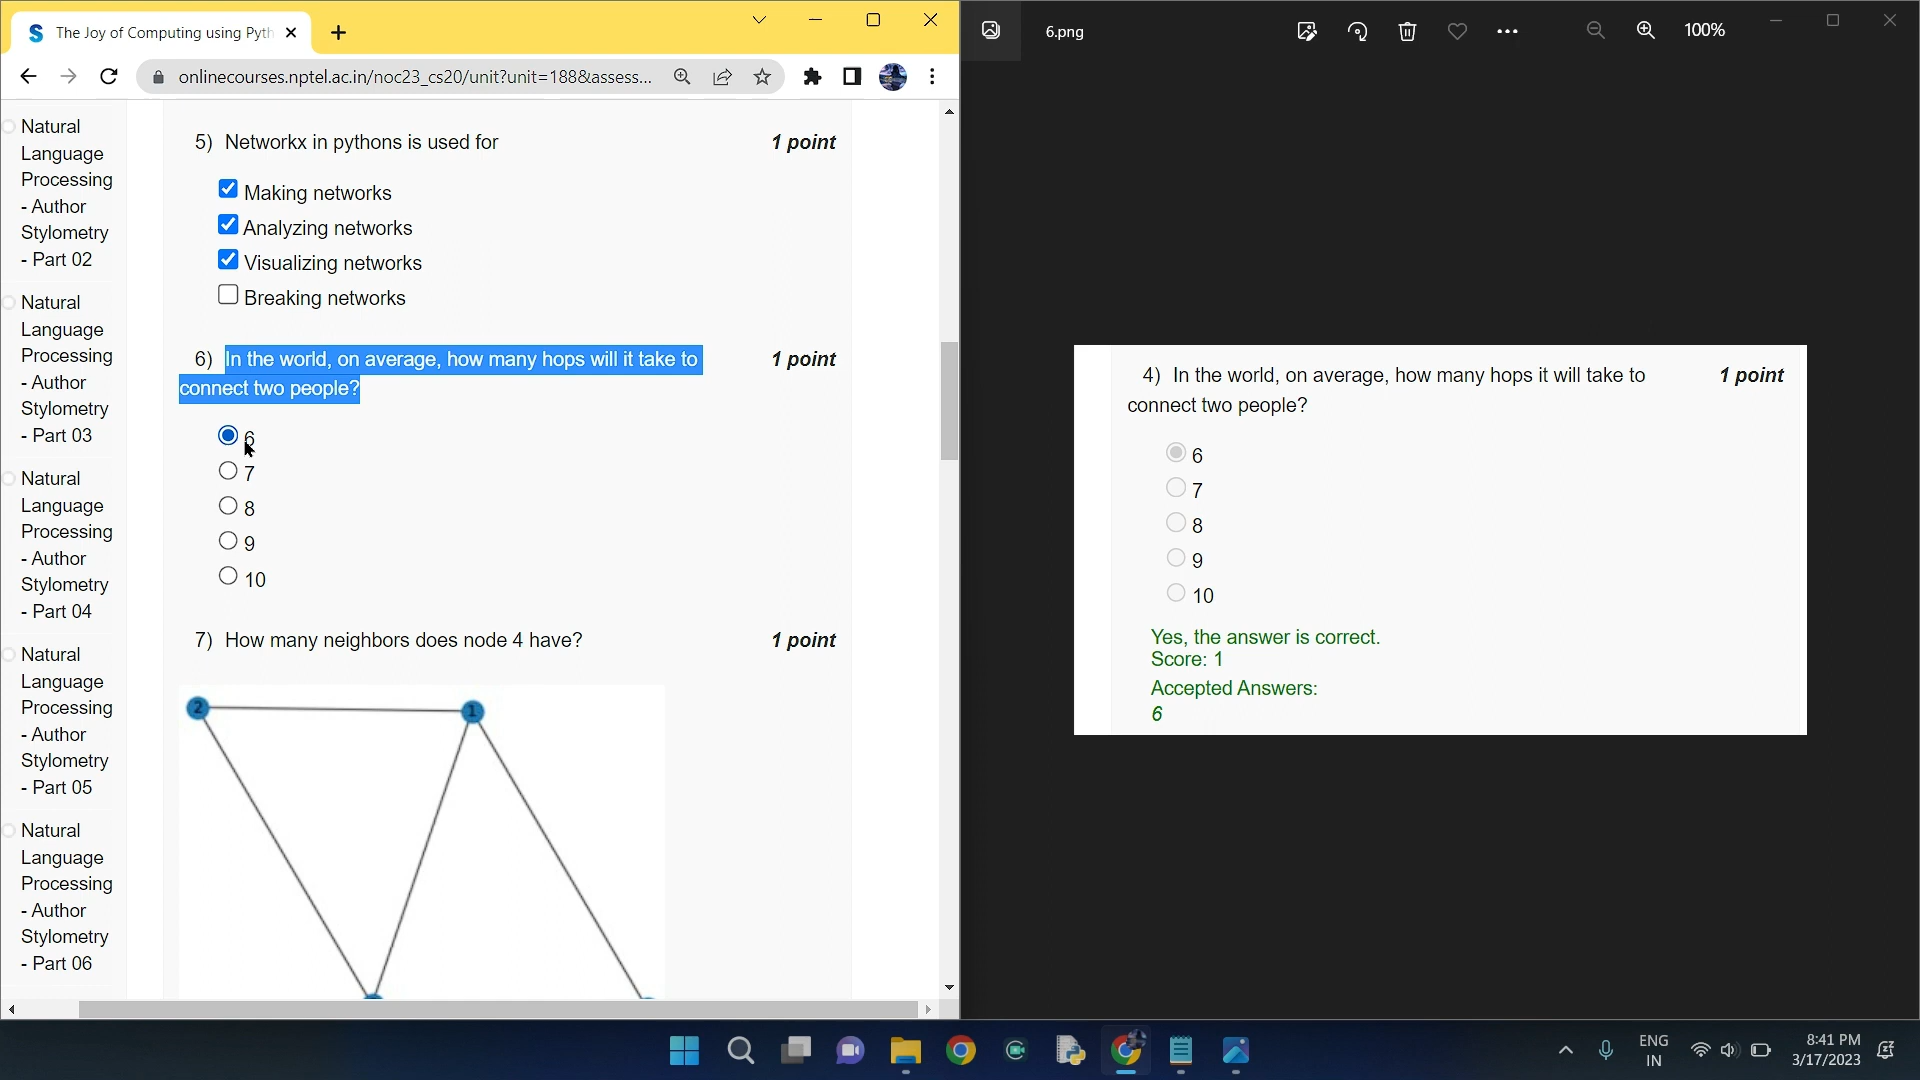 The Joy of Computing using Pyth
onlinecourses.nptel.ac.in/noc23_cs20/unit?unit=188&assess...
Natural
Language
Processing
- Author
Stylometry
- Part 02
Natural
Language
Processing
- Author
Stylometry
- Part 03
Natural
Language
Processing
- Author
Stylometry
- Part 04
Natural
Language
Processing
- Author
Stylometry
- Part 05
Natural
Language
Processing
- Author
Stylometry
- Part 06
5) Networkx in pythons is used for 1 point
Making networks
Analyzing networks
Visualizing networks
Breaking networks
6) In the world, on average, how many hops will it take to 1 point
connect two people?
6
7
8
9
10
7) How many neighbors does node 4 have? 1 point
2
1
6.png
100%
4) In the world, on average, how many hops it will take to 1 point
connect two people?
6
7
8
9
10
Yes, the answer is correct.
Score: 1
Accepted Answers:
6
ENG
IN
8:41 PM
3/17/2023